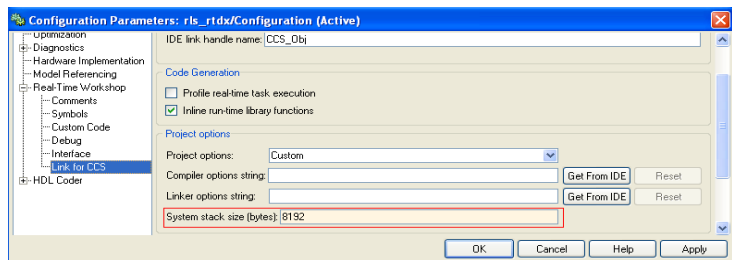 Configuration Parameters: rls_rtdx/Configuration (Active)
Optimization
Diagnostics
Hardware Implementation
Model Referencing
Real-Time Workshop
Comments
Symbols
Custom Code
Debug
Interface
Link for CCS
HDL Coder
IDE link handle name: CCS_Obj
Code Generation
Profile real-time task execution
Inline run-time library functions
Project options
Project options: Custom
Compiler options string: Get From IDE Reset
Linker options string: Get From IDE Reset
System stack size (bytes): 8192
OK Cancel Help Apply